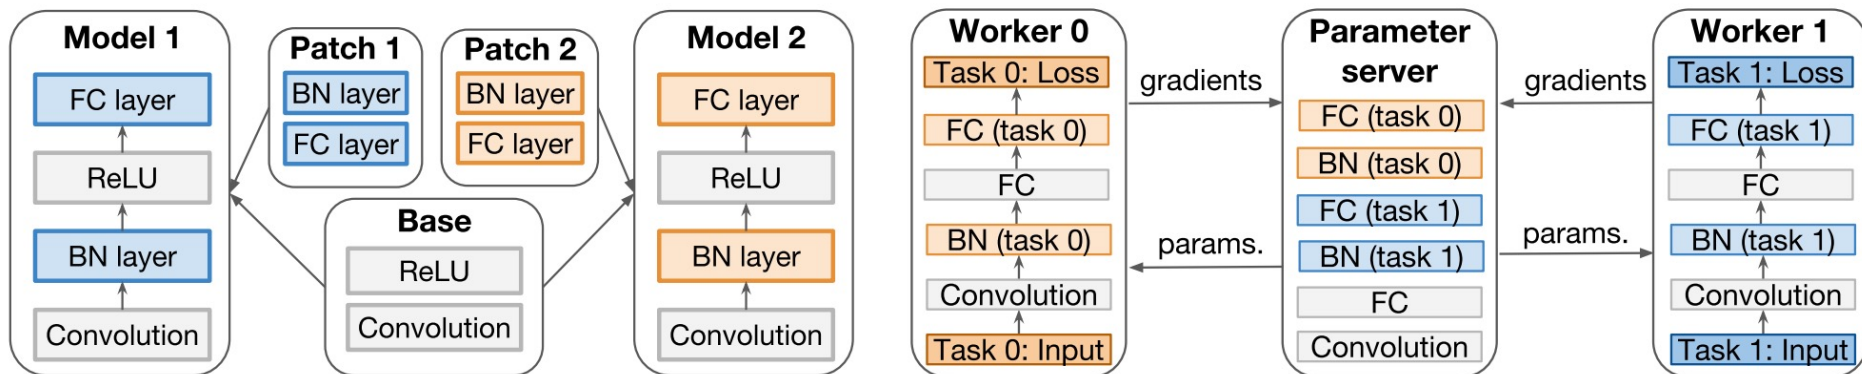 Model 1
FC layer
ReLU
BN layer
Convolution
Patch 1
BN layer
FC layer
Patch 2
BN layer
FC layer
Base
ReLU
Convolution
Model 2
FC layer
ReLU
BN layer
Convolution
Worker 0
Task 0: Loss
FC (task 0)
FC
BN (task 0)
Convolution
Task 0: Input
gradients
params.
Parameter
server
FC (task 0)
BN (task 0)
FC (task 1)
BN (task 1)
FC
Convolution
gradients
params.
Worker 1
Task 1: Loss
FC (task 1)
FC
BN (task 1)
Convolution
Task 1: Input